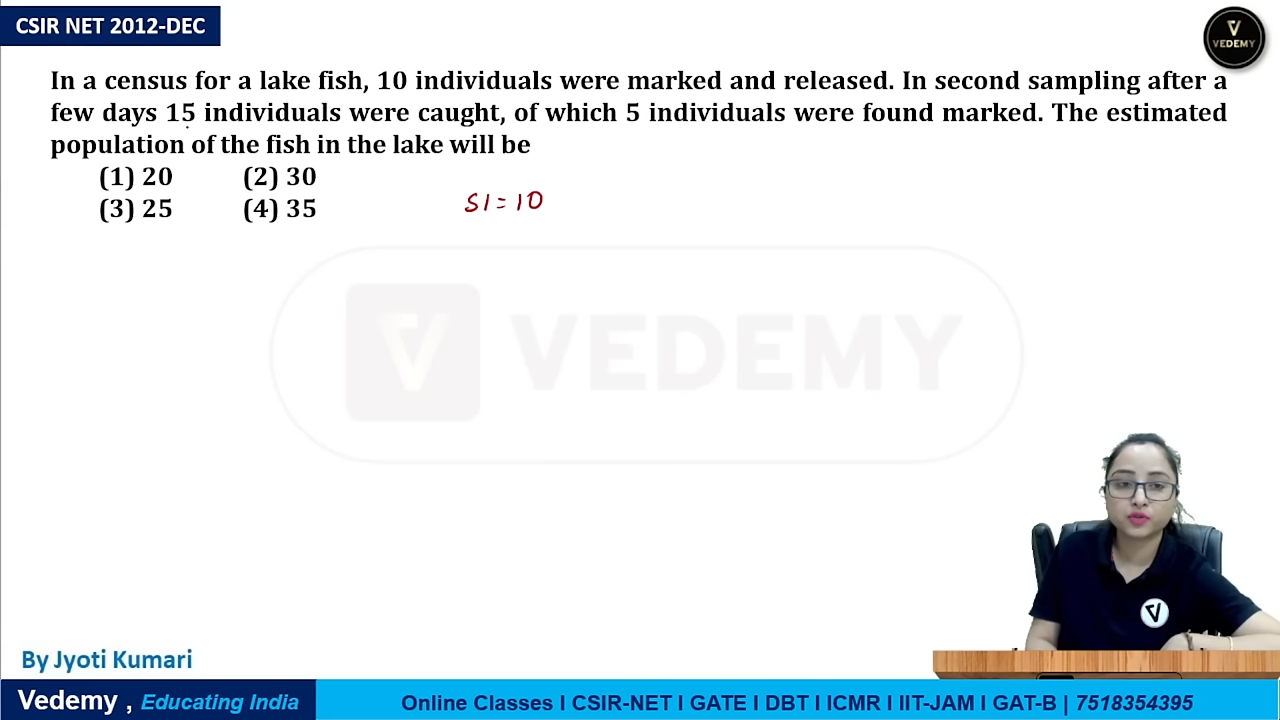 CSIR NET 2012-DEC
VEDEMY
In a census for a lake fish, 10 individuals were marked and released. In second sampling after a
few days 15 individuals were caught, of which 5 individuals were found marked. The estimated
population of the fish in the lake will be
(1) 20 (2) 30
(3) 25 (4) 35
S1 = 10
VEDEMY
By Jyoti Kumari
Vedemy , Educating India
Online Classes I CSIR-NET I GATE I DBT I ICMR I IIT-JAM I GAT-B | 7518354395